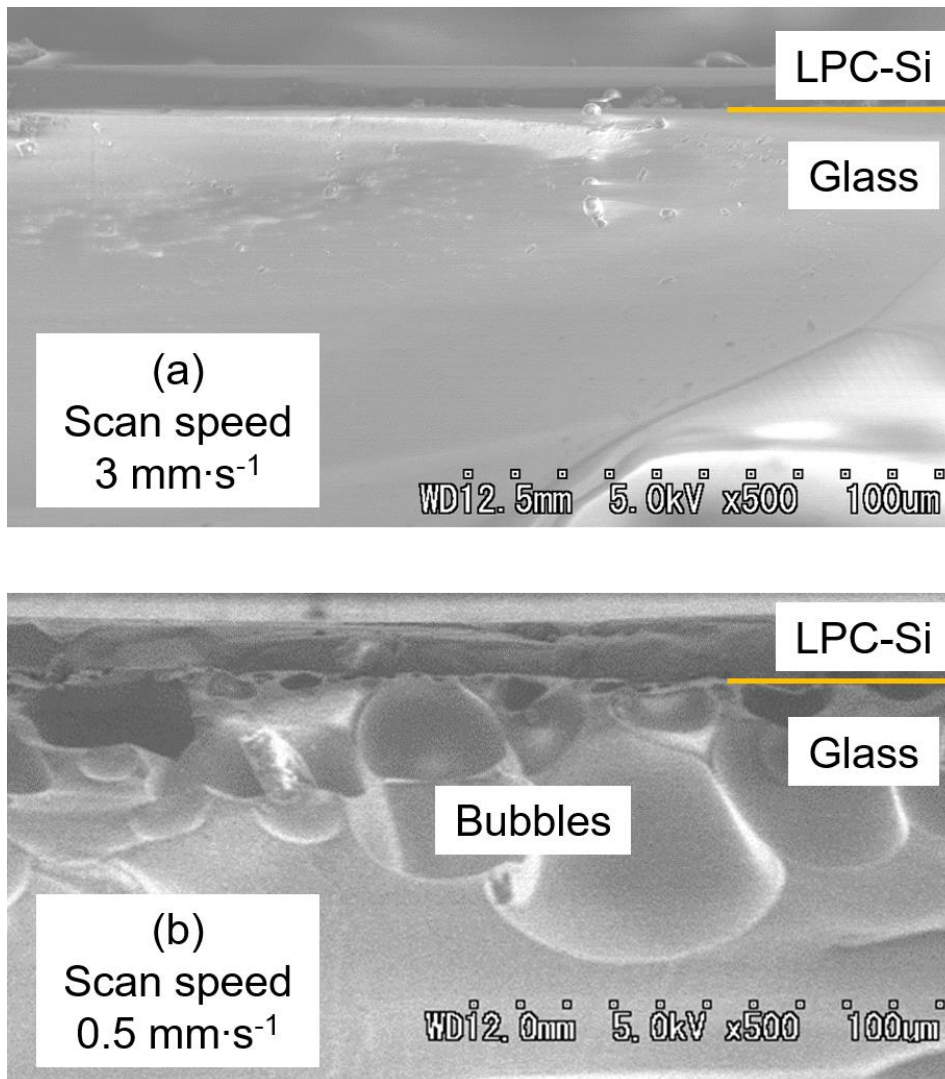 LPC-Si
Glass
(a)
Scan speed
3 mm·s⁻¹
WD12.5mm 5.0kV x500 100um
LPC-Si
Glass
Bubbles
(b)
Scan speed
0.5 mm·s⁻¹
WD12.0mm 5.0kV x500 100um